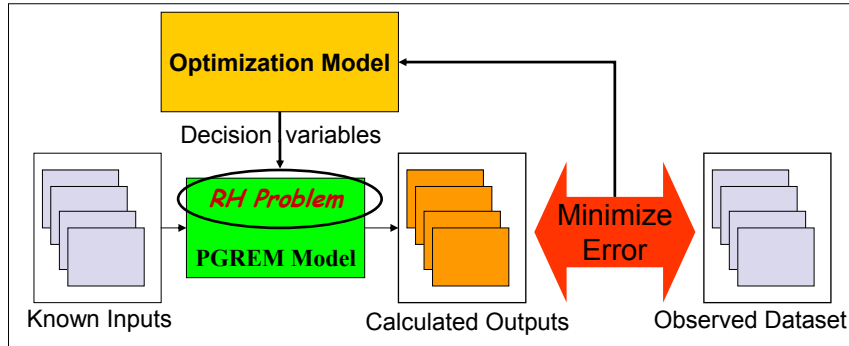 Optimization Model
Decision variables
RH Problem
PGREM Model
Minimize
Error
Known Inputs
Calculated Outputs
Observed Dataset